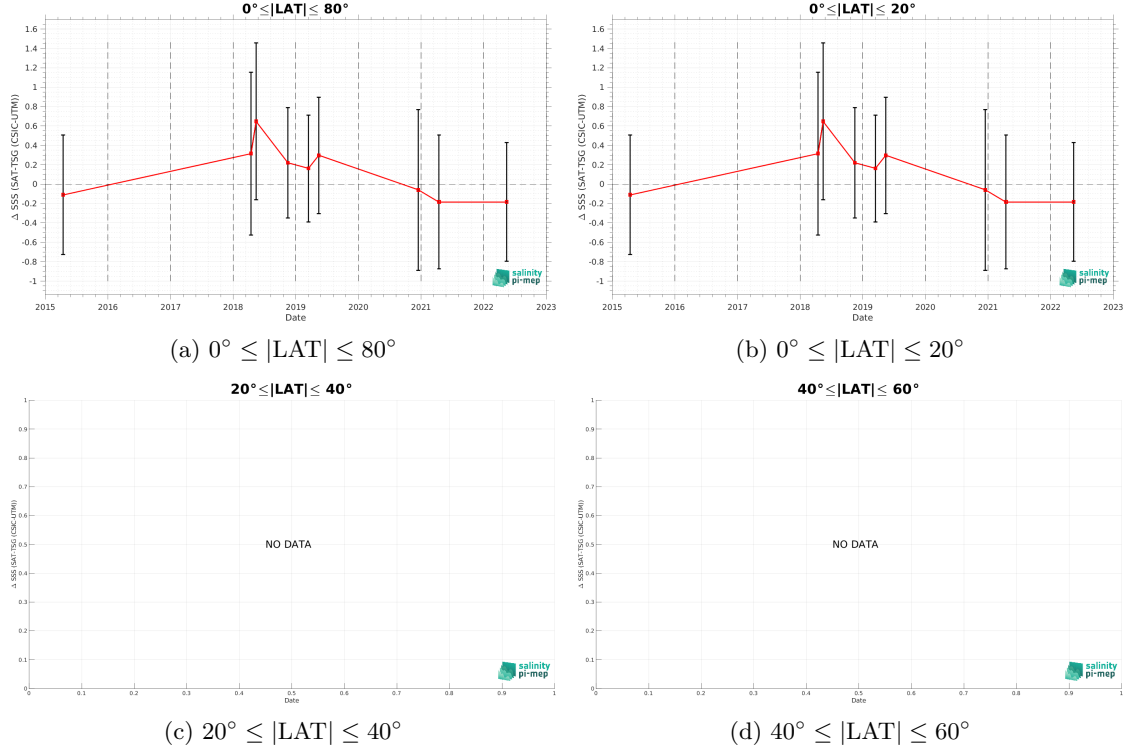 0°≤|LAT|≤ 80°
Δ SSS (SAT-TSG (CSIC-UTM))
1.6
1.4
1.2
1
0.8
0.6
0.4
0.2
0
-0.2
-0.4
-0.6
-0.8
-1
2015 2016 2017 2018 2019 2020 2021 2022 2023
Date
salinity
pi-mep
(a) 0° ≤ |LAT| ≤ 80°
0°≤|LAT|≤ 20°
Δ SSS (SAT-TSG (CSIC-UTM))
1.6
1.4
1.2
1
0.8
0.6
0.4
0.2
0
-0.2
-0.4
-0.6
-0.8
-1
2015 2016 2017 2018 2019 2020 2021 2022 2023
Date
salinity
pi-mep
(b) 0° ≤ |LAT| ≤ 20°
20°≤|LAT|≤ 40°
Δ SSS (SAT-TSG (CSIC-UTM))
1
0.9
0.8
0.7
0.6
0.5
0.4
0.3
0.2
0.1
0
NO DATA
0 0.1 0.2 0.3 0.4 0.5 0.6 0.7 0.8 0.9 1
Date
salinity
pi-mep
(c) 20° ≤ |LAT| ≤ 40°
40°≤|LAT|≤ 60°
Δ SSS (SAT-TSG (CSIC-UTM))
1
0.9
0.8
0.7
0.6
0.5
0.4
0.3
0.2
0.1
0
NO DATA
0 0.1 0.2 0.3 0.4 0.5 0.6 0.7 0.8 0.9 1
Date
salinity
pi-mep
(d) 40° ≤ |LAT| ≤ 60°